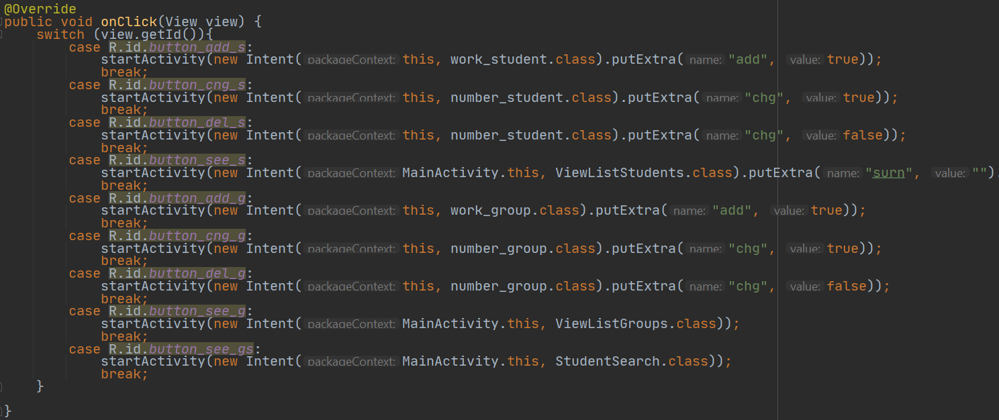 @Override
public void onClick(View view) {
    switch (view.getId()){
        case R.id.button_add_s:
            startActivity(new Intent( packageContext: this, work_student.class).putExtra( name: "add", value: true));
            break;
        case R.id.button_cng_s:
            startActivity(new Intent( packageContext: this, number_student.class).putExtra( name: "chg", value: true));
            break;
        case R.id.button_del_s:
            startActivity(new Intent( packageContext: this, number_student.class).putExtra( name: "chg", value: false));
            break;
        case R.id.button_see_s:
            startActivity(new Intent( packageContext: MainActivity.this, ViewListStudents.class).putExtra( name: "surn", value: "").
            break;
        case R.id.button_add_g:
            startActivity(new Intent( packageContext: this, work_group.class).putExtra( name: "add", value: true));
            break;
        case R.id.button_cng_g:
            startActivity(new Intent( packageContext: this, number_group.class).putExtra( name: "chg", value: true));
            break;
        case R.id.button_del_g:
            startActivity(new Intent( packageContext: this, number_group.class).putExtra( name: "chg", value: false));
            break;
        case R.id.button_see_g:
            startActivity(new Intent( packageContext: MainActivity.this, ViewListGroups.class));
            break;
        case R.id.button_see_gs:
            startActivity(new Intent( packageContext: MainActivity.this, StudentSearch.class));
            break;
    }
}